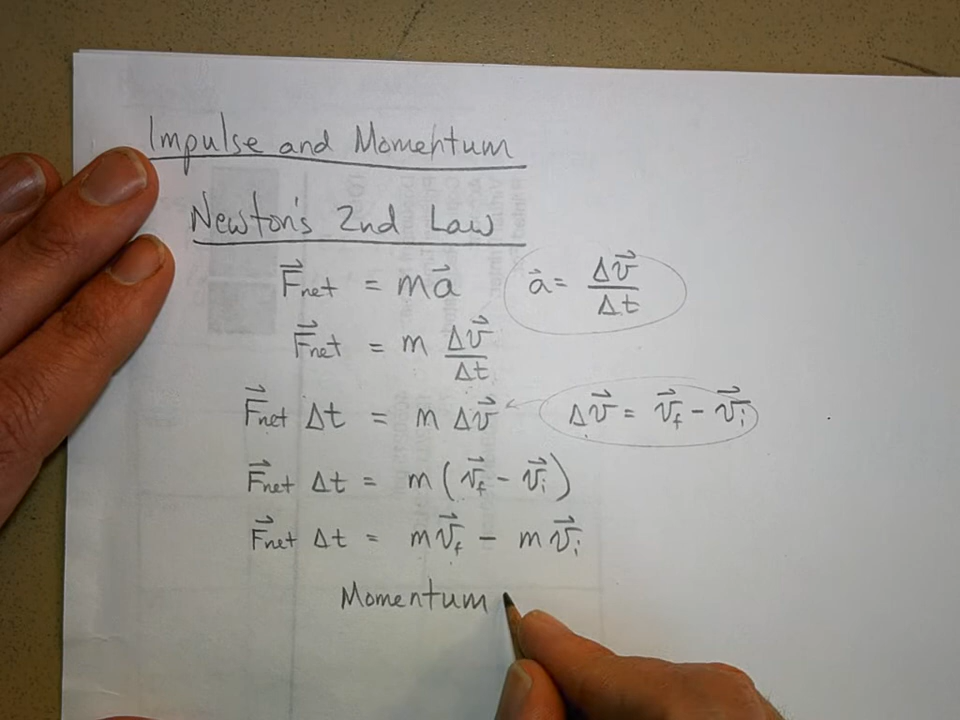 Impulse and Momentum
Newton's 2nd Law
F⃗net = ma⃗   a⃗ = Δv⃗/Δt
F⃗net = m Δv⃗/Δt
F⃗net Δt = m Δv⃗   Δv⃗ = v⃗f - v⃗i
F⃗net Δt = m(v⃗f - v⃗i)
F⃗net Δt = mv⃗f - mv⃗i
Momentum